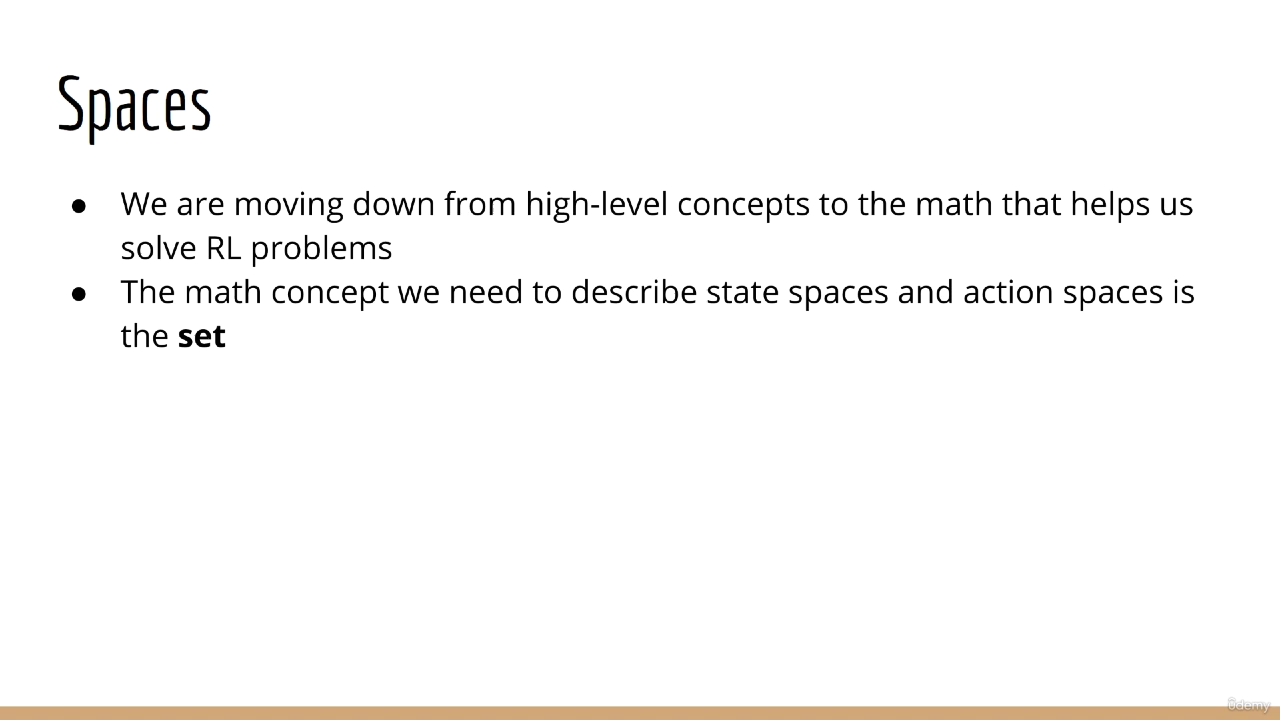 Spaces
● We are moving down from high-level concepts to the math that helps us
solve RL problems
● The math concept we need to describe state spaces and action spaces is
the set
ûdemy